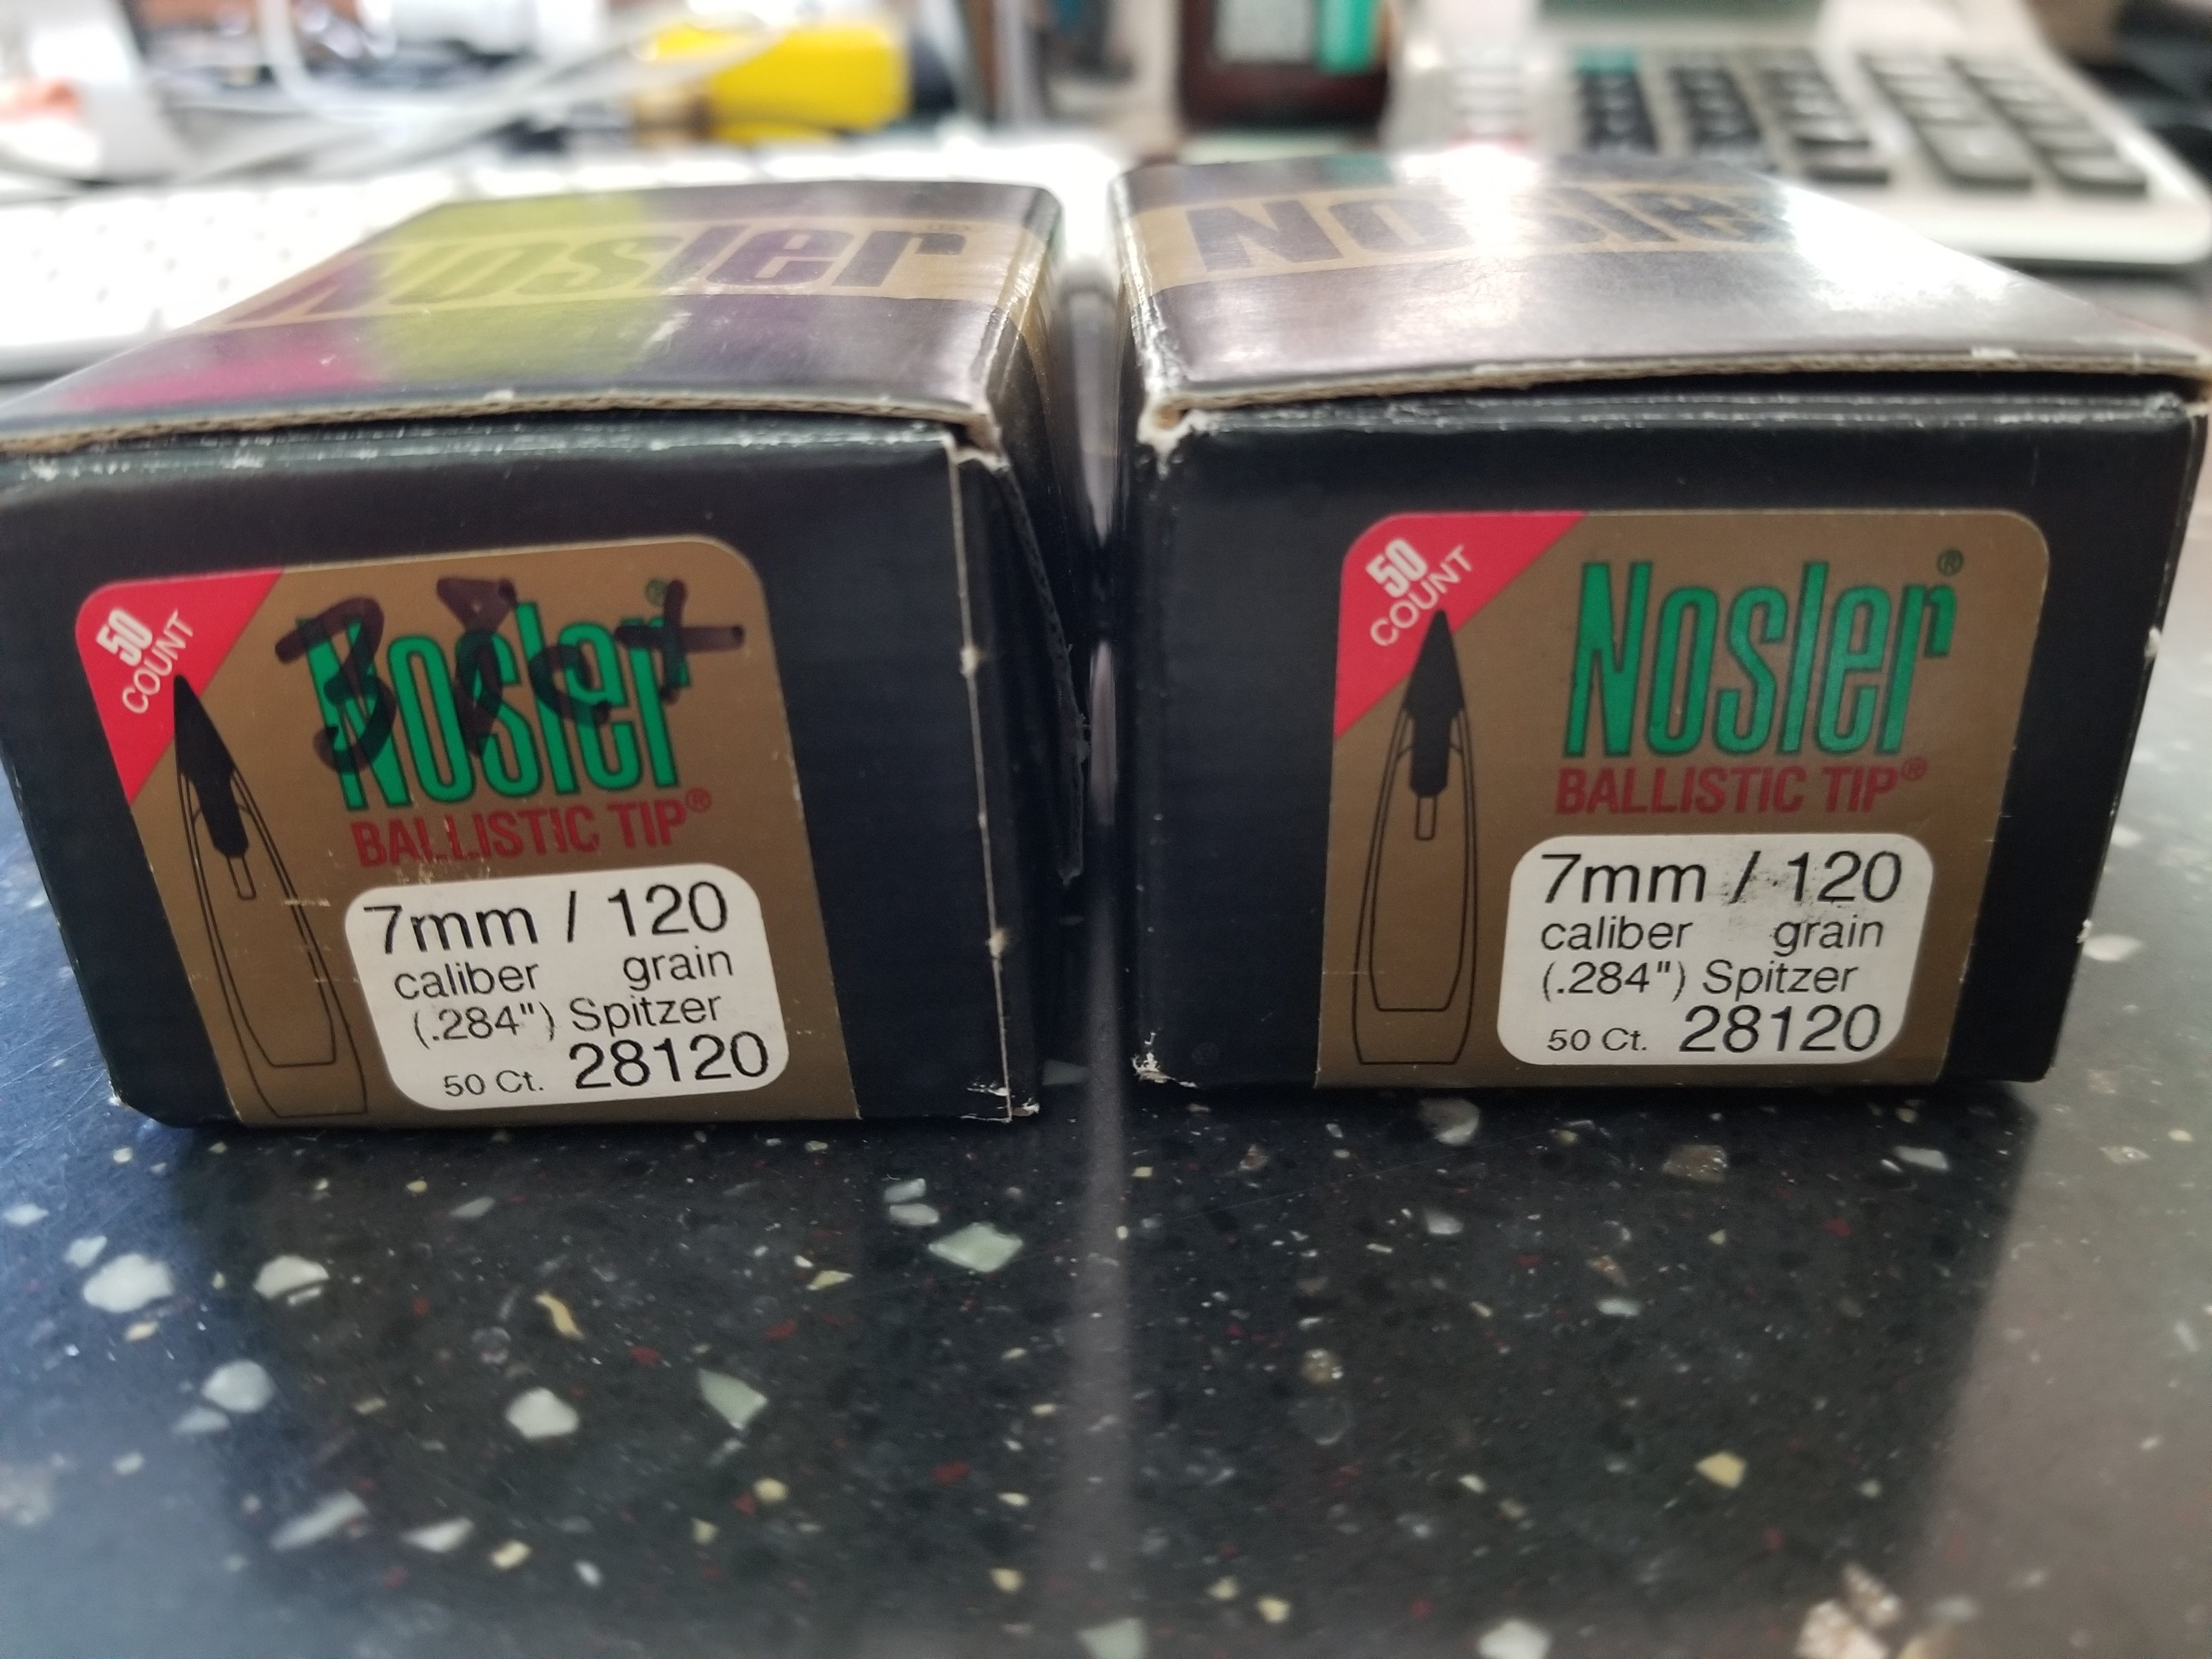 Nosler
50
COUNT
Nosler®
BALLISTIC TIP®
7mm / 120
caliber grain
(.284") Spitzer
50 Ct. 28120
Nosler
50
COUNT
Nosler®
BALLISTIC TIP®
7mm / 120
caliber grain
(.284") Spitzer
50 Ct. 28120